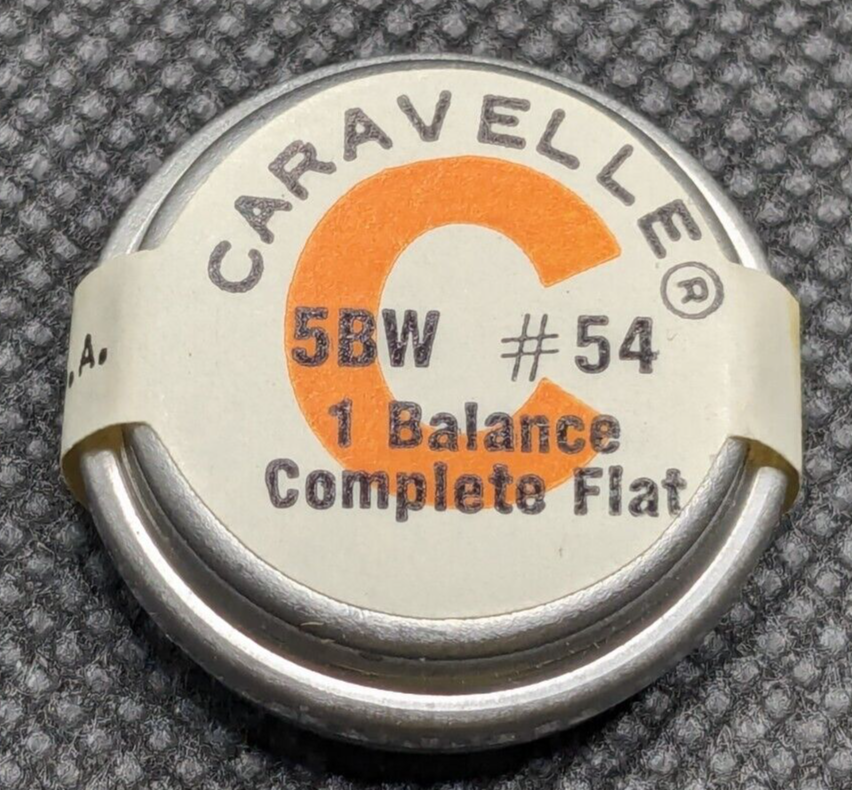 CARAVELLE®
5BW #54
1 Balance
Complete Flat
.A.